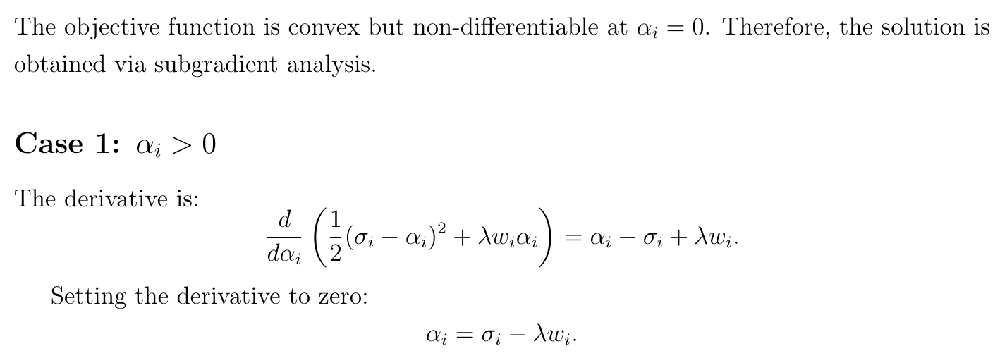 The objective function is convex but non-differentiable at $\alpha_i = 0$. Therefore, the solution is
obtained via subgradient analysis.
Case 1: $\alpha_i > 0$
The derivative is:
$\frac{d}{d\alpha_i} \left( \frac{1}{2} (\sigma_i - \alpha_i)^2 + \lambda w_i \alpha_i \right) = \alpha_i - \sigma_i + \lambda w_i.$
Setting the derivative to zero:
$\alpha_i = \sigma_i - \lambda w_i.$